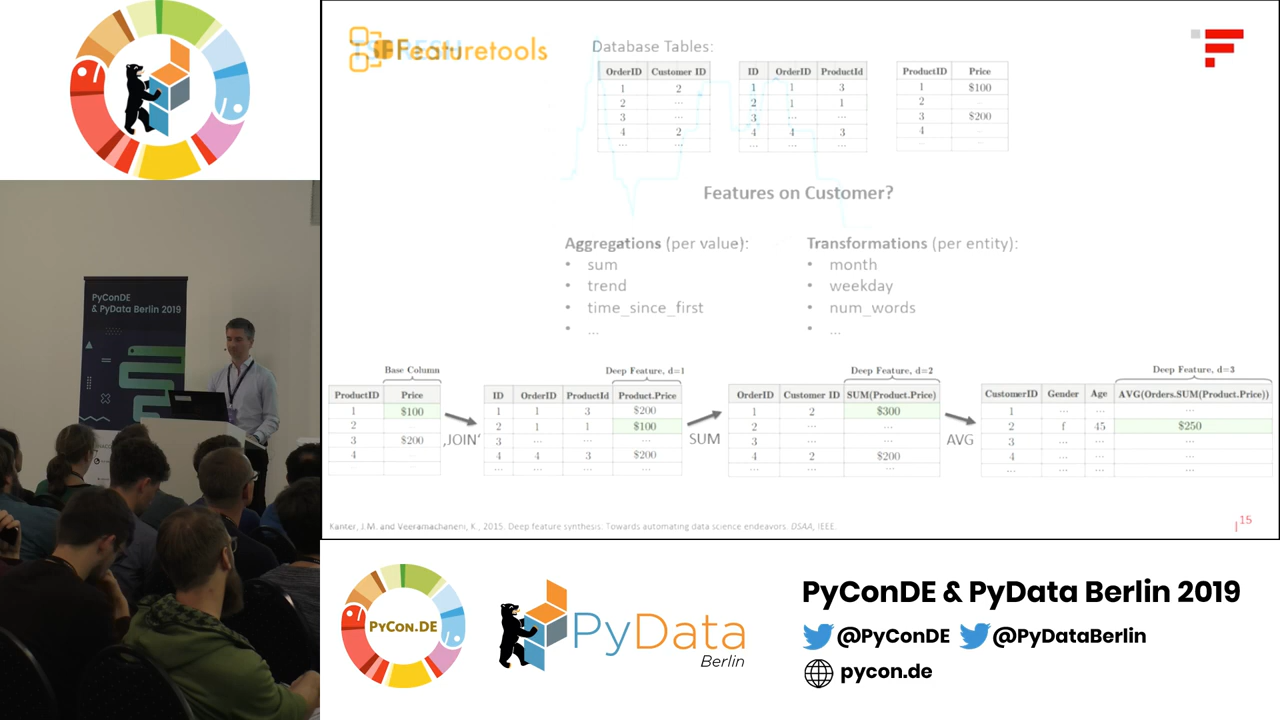 TSFRESH
Featuretools
Database Tables:
OrderID Customer ID
1 2
2 ...
3 ...
4 2
... ...
ID OrderID ProductId
1 1 3
2 1 1
3 ... ...
4 4 3
... ... ...
ProductID Price
1 $100
2 ...
3 $200
4 ...
... ...
Features on Customer?
Aggregations (per value):
• sum
• trend
• time_since_first
• ...
Transformations (per entity):
• month
• weekday
• num_words
• ...
Base Column
ProductID Price
1 $100
2 ...
3 $200
4 ...
... ...
‚JOIN‘
Deep Feature, d=1
ID OrderID ProductId Product.Price
1 1 3 $200
2 1 1 $100
3 ... ... ...
4 4 3 $200
... ... ... ...
SUM
Deep Feature, d=2
OrderID Customer ID SUM(Product.Price)
1 2 $300
2 ... ...
3 ... ...
4 2 $200
... ... ...
AVG
Deep Feature, d=3
CustomerID Gender Age AVG(Orders.SUM(Product.Price))
1 ... ... ...
2 f 45 $250
3 ... ... ...
4 ... ... ...
... ... ... ...
Kanter, J.M. and Veeramachaneni, K., 2015. Deep feature synthesis: Towards automating data science endeavors. DSAA, IEEE.
|15
PyConDE
& PyData Berlin 2019
PyCon.DE
PyData
Berlin
PyConDE & PyData Berlin 2019
@PyConDE @PyDataBerlin
pycon.de